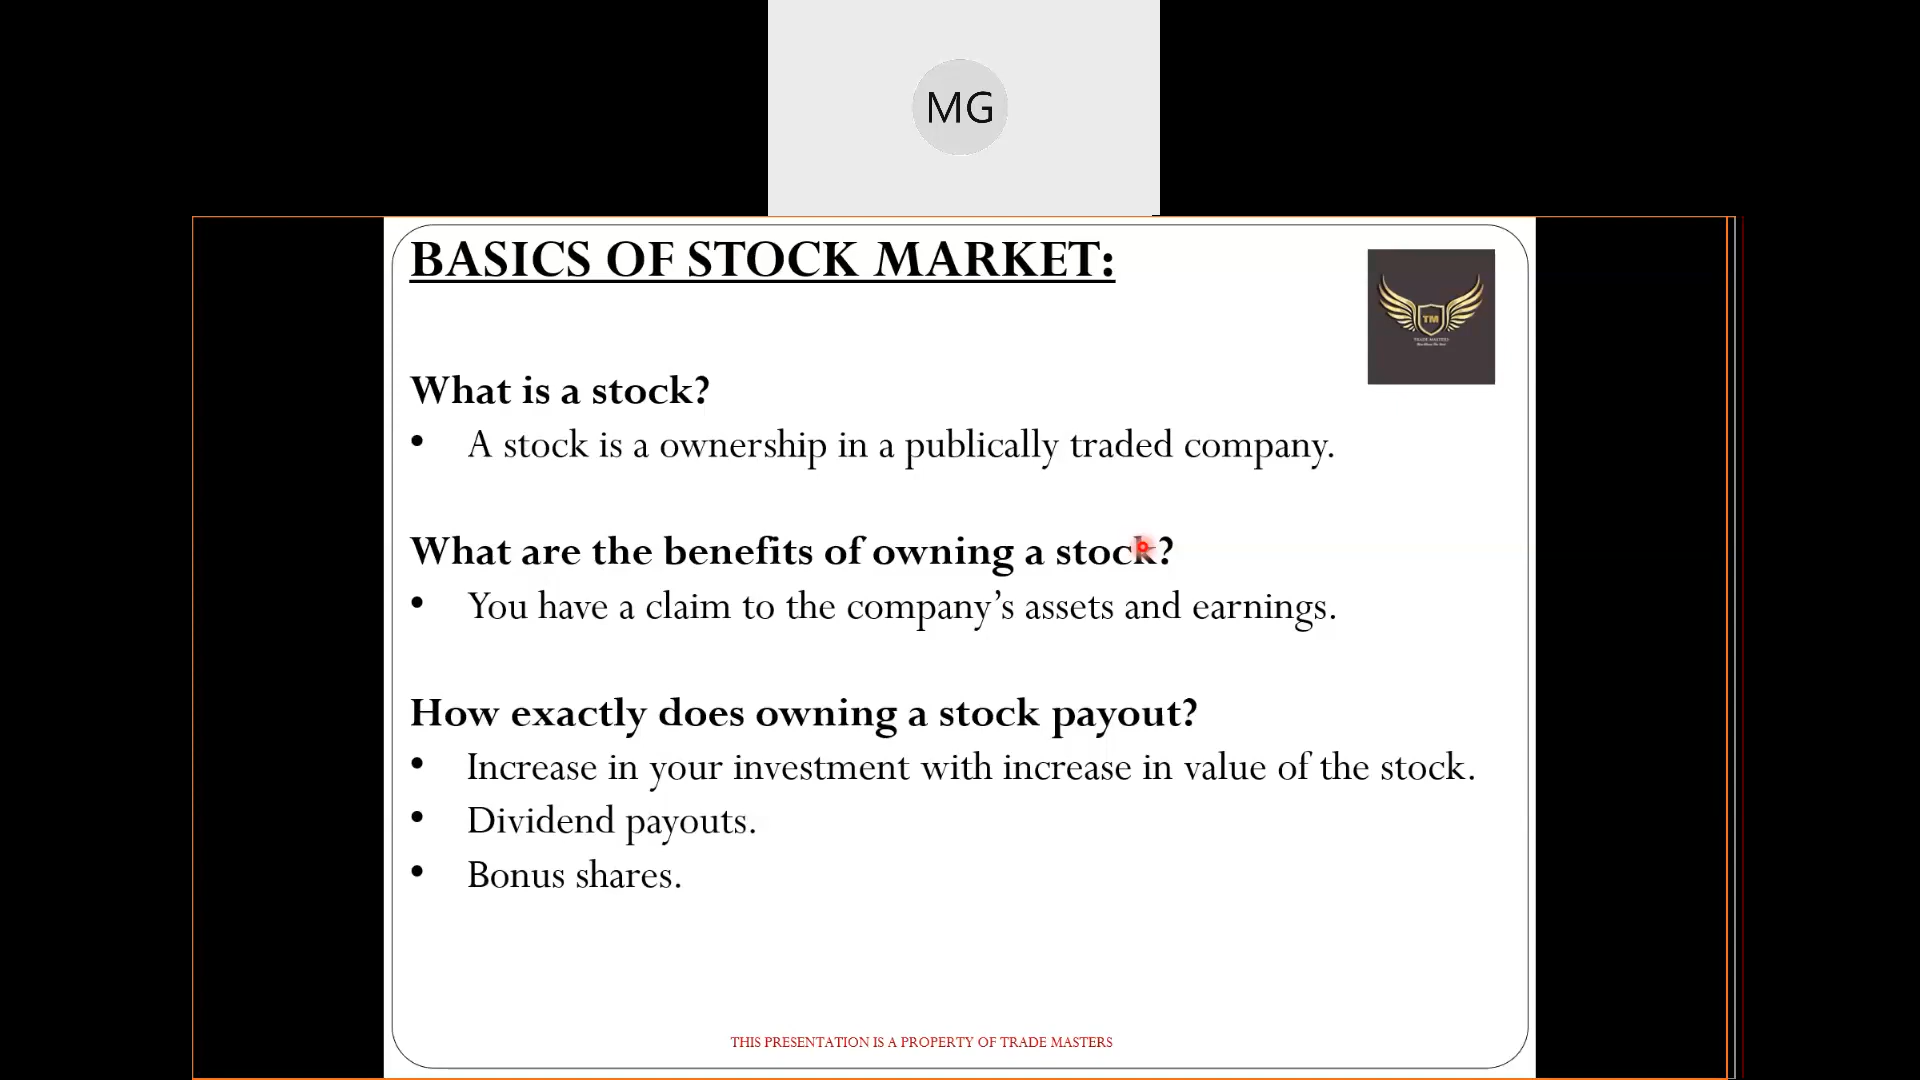 MG
BASICS OF STOCK MARKET:
TM
TRADE MASTERS
What is a stock?
• A stock is a ownership in a publically traded company.
What are the benefits of owning a stock?
• You have a claim to the company’s assets and earnings.
How exactly does owning a stock payout?
• Increase in your investment with increase in value of the stock.
• Dividend payouts.
• Bonus shares.
THIS PRESENTATION IS A PROPERTY OF TRADE MASTERS